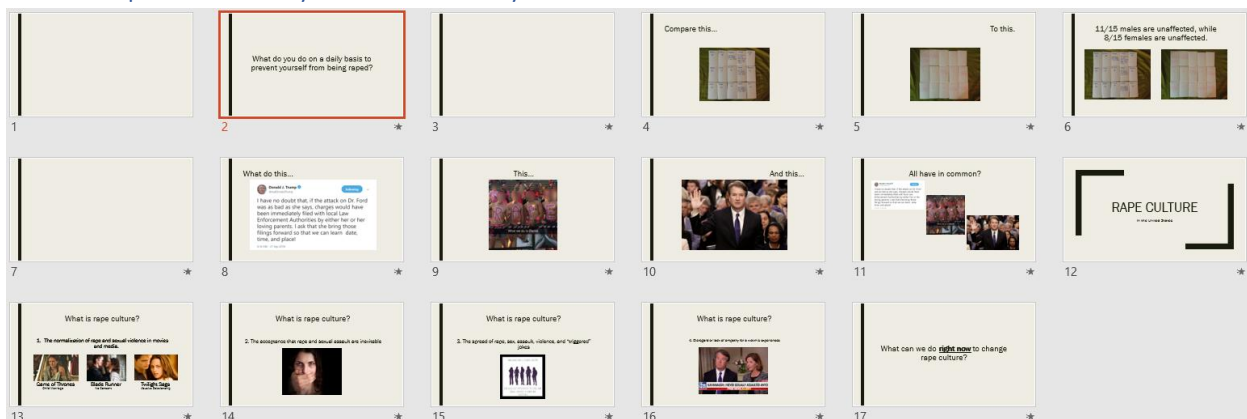 What do you do on a daily basis to
prevent yourself from being raped?
Compare this...
To this.
11/15 males are unaffected, while
8/15 females are unaffected.
1
2
3
4
5
6
What do this...
Donald J. Trump
I have no doubt that, if the attack on Dr. Ford
was as bad as she says, charges would have
been immediately filed with local Law
Enforcement Authorities by either her or her
loving parents. I ask that she bring those
filings forward so that we can learn date,
time, and place!
This...
And this...
All have in common?
RAPE CULTURE
in the United States
7
8
9
10
11
12
What is rape culture?
1. The normalization of rape and sexual violence in movies
and media.
Game of Thrones
Blade Runner
Twilight Saga
What is rape culture?
2. The acceptance that rape and sexual assault are inevitable
What is rape culture?
3. The spread of rape, sex, assault, violence, and "triggered"
jokes
What is rape culture?
What can we do right now to change
rape culture?
13
14
15
16
17